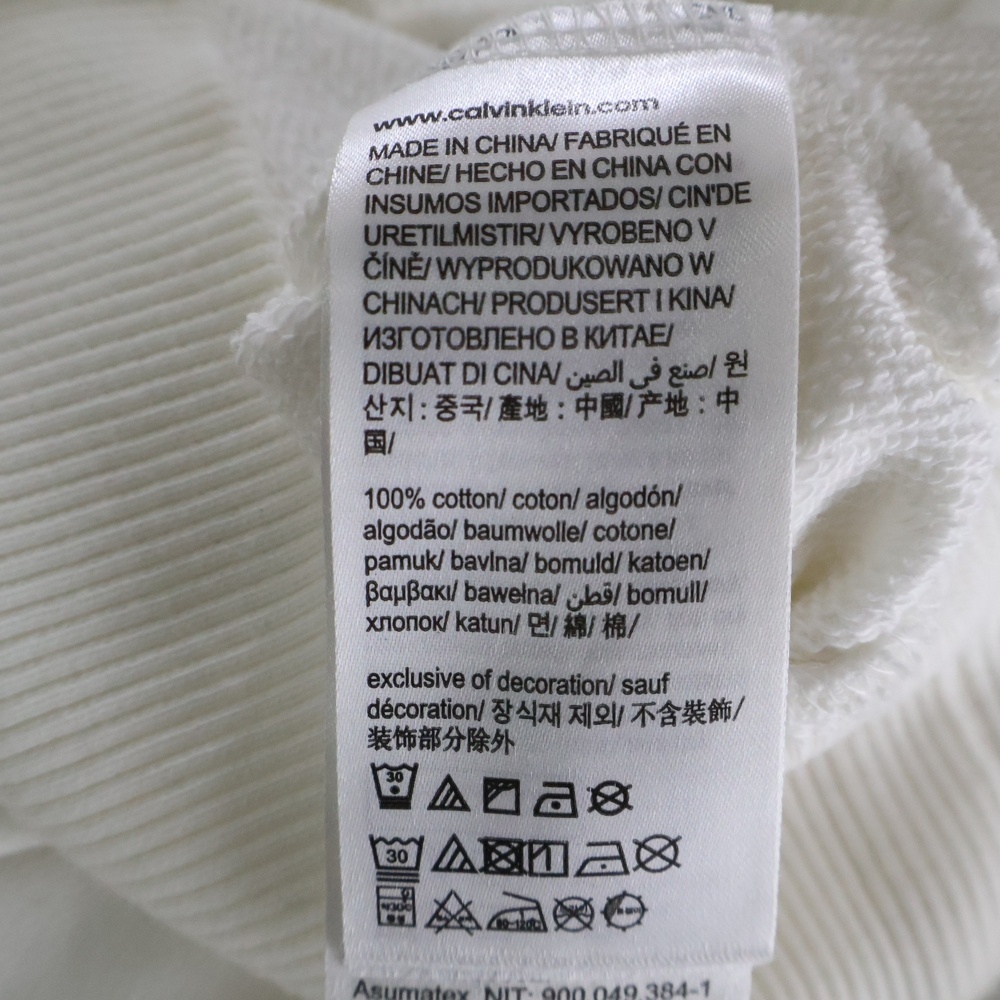 www.calvinklein.com
MADE IN CHINA/ FABRIQUÉ EN
CHINE/ HECHO EN CHINA CON
INSUMOS IMPORTADOS/ CIN'DE
URETILMISTIR/ VYROBENO V
ČÍNĚ/ WYPRODUKOWANO W
CHINACH/ PRODUSERT I KINA/
ИЗГОТОВЛЕНО В КИТАЕ/
DIBUAT DI CINA/ صنع في الصين/ 원
산지 : 중국/ 產地 : 中國/ 产地 : 中
国/
100% cotton/ coton/ algodón/
algodão/ baumwolle/ cotone/
pamuk/ bavlna/ bomuld/ katoen/
βαμβακι/ bawełna/ قطن/ bomull/
хлопок/ katun/ 면/ 綿/ 棉/
exclusive of decoration/ sauf
décoration/ 장식재 제외/ 不含裝飾/
装饰部分除外
30
30
80-120C
Asumatex NIT: 900.049.384-1